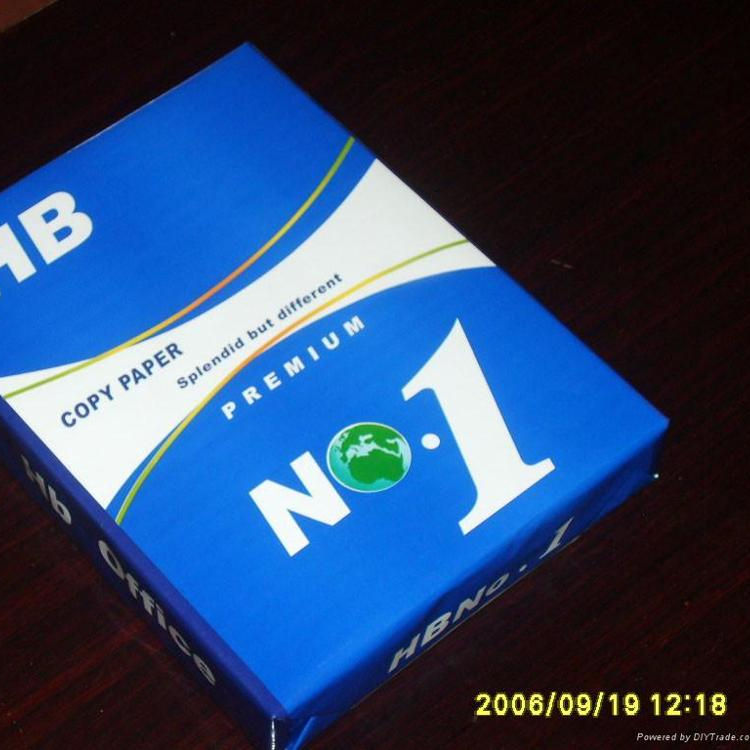 HB
COPY PAPER
Splendid but different
PREMIUM
No.1
Hb Office
HBNo.1
2006/09/19 12:18
Powered by DIYTrade.co